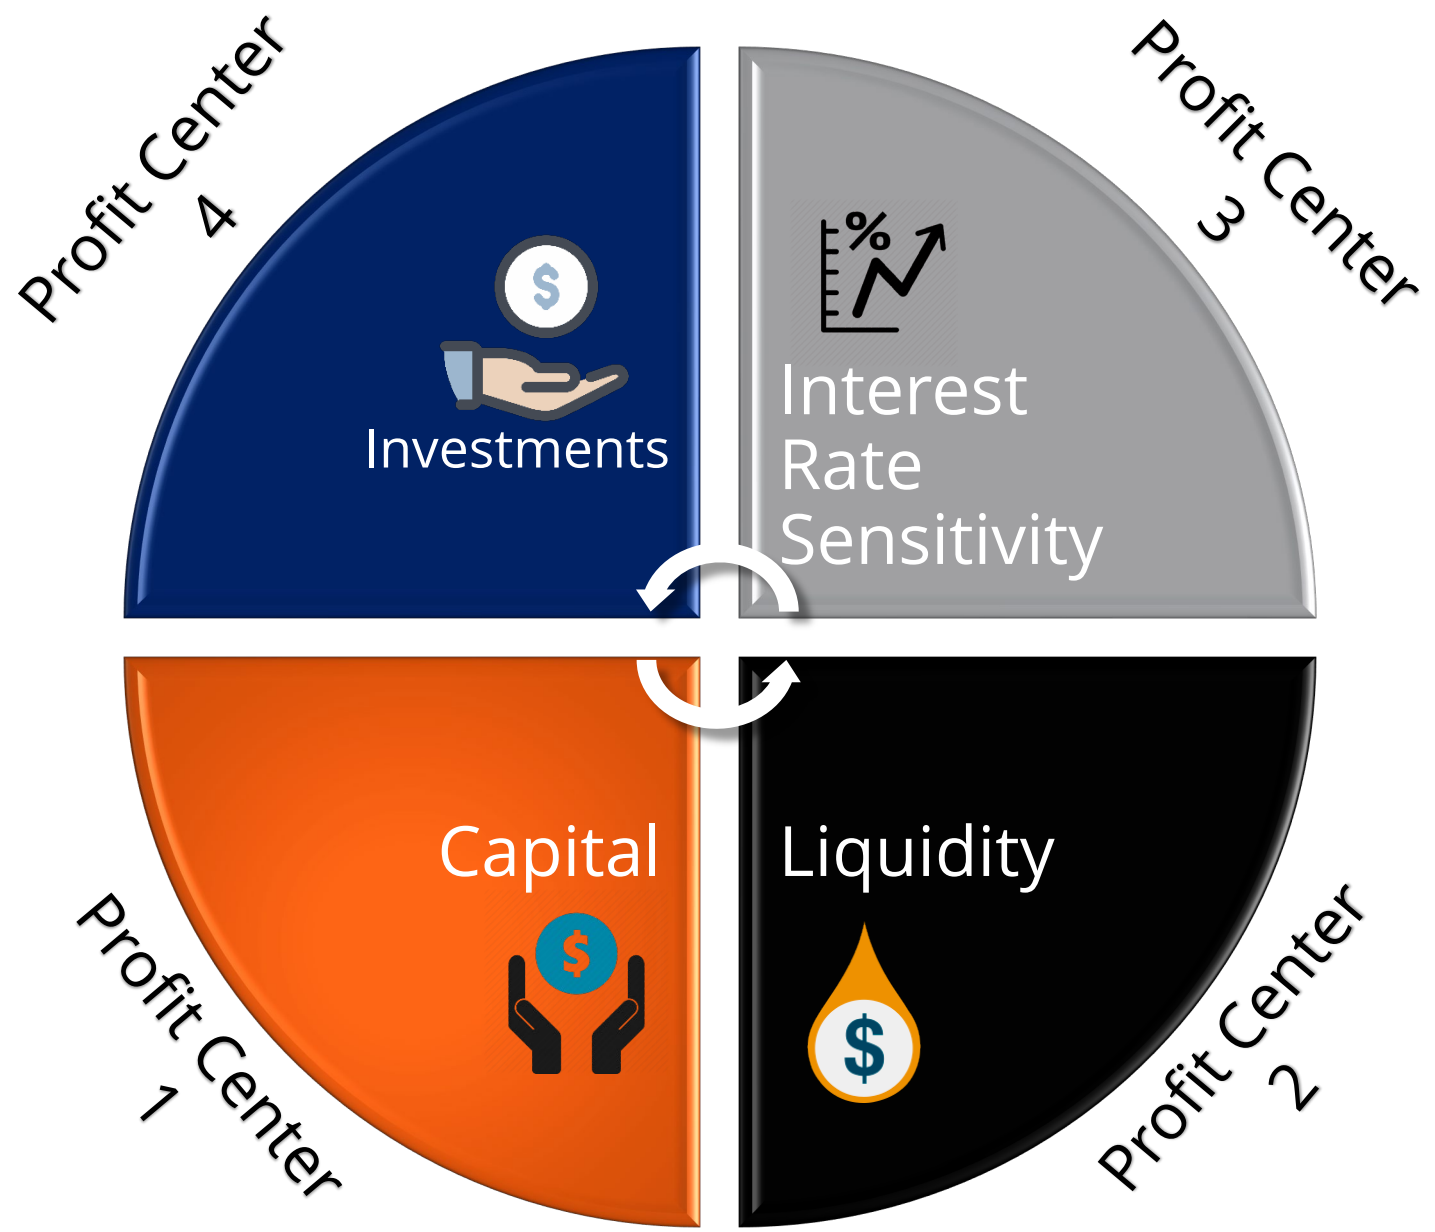 Profit Center
4
Profit Center
3
$
%
Investments
Interest
Rate
Sensitivity
Capital
$
Liquidity
$
Profit Center
1
Profit Center
2